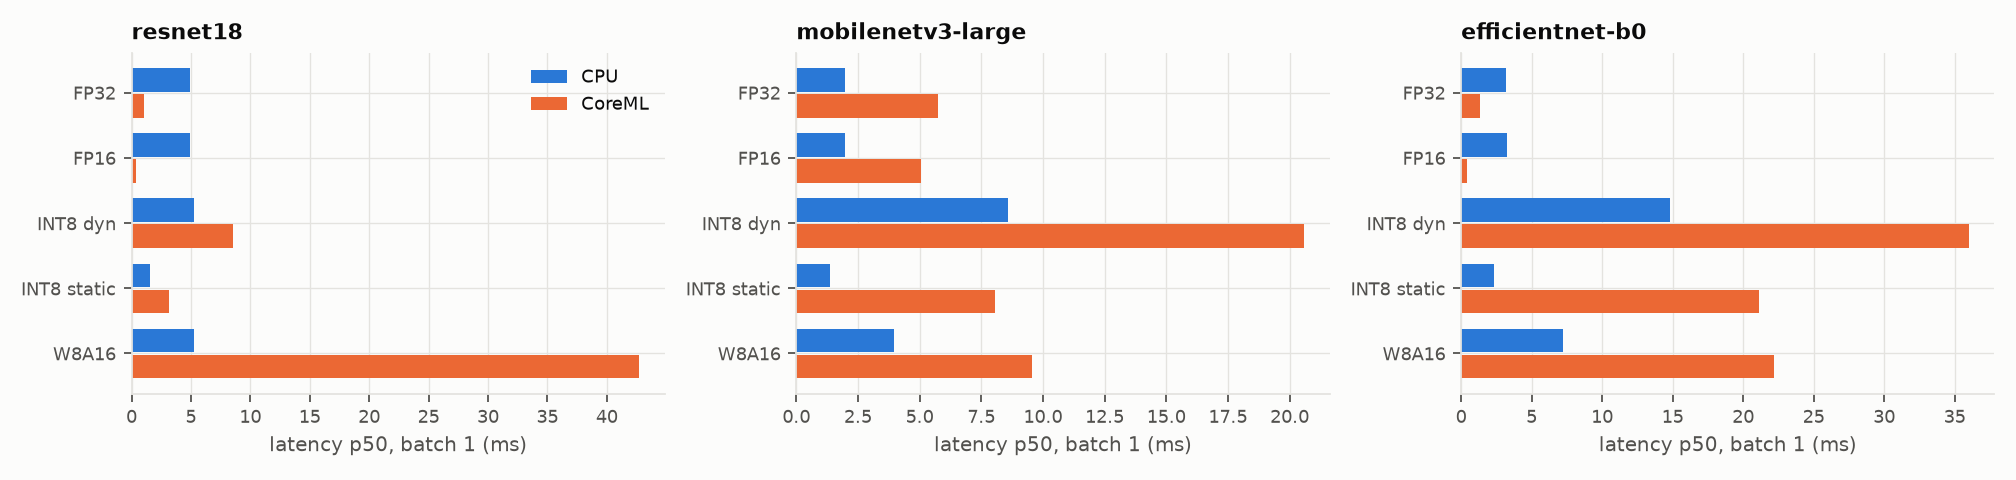 resnet18
CPU
CoreML
FP32
FP16
INT8 dyn
INT8 static
W8A16
0 5 10 15 20 25 30 35 40
latency p50, batch 1 (ms)
mobilenetv3-large
FP32
FP16
INT8 dyn
INT8 static
W8A16
0.0 2.5 5.0 7.5 10.0 12.5 15.0 17.5 20.0
latency p50, batch 1 (ms)
efficientnet-b0
FP32
FP16
INT8 dyn
INT8 static
W8A16
0 5 10 15 20 25 30 35
latency p50, batch 1 (ms)